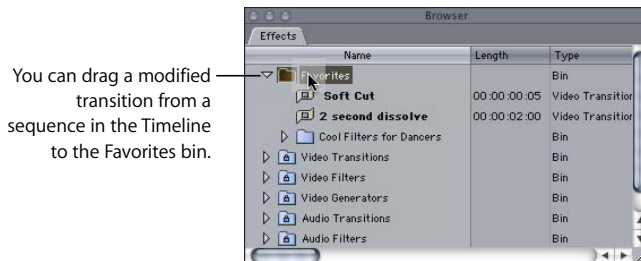 You can drag a modified
transition from a
sequence in the Timeline
to the Favorites bin.
Browser
Effects
Name Length Type
Favorites Bin
Soft Cut 00:00:00:05 Video Transition
2 second dissolve 00:00:02:00 Video Transition
Cool Filters for Dancers Bin
Video Transitions Bin
Video Filters Bin
Video Generators Bin
Audio Transitions Bin
Audio Filters Bin